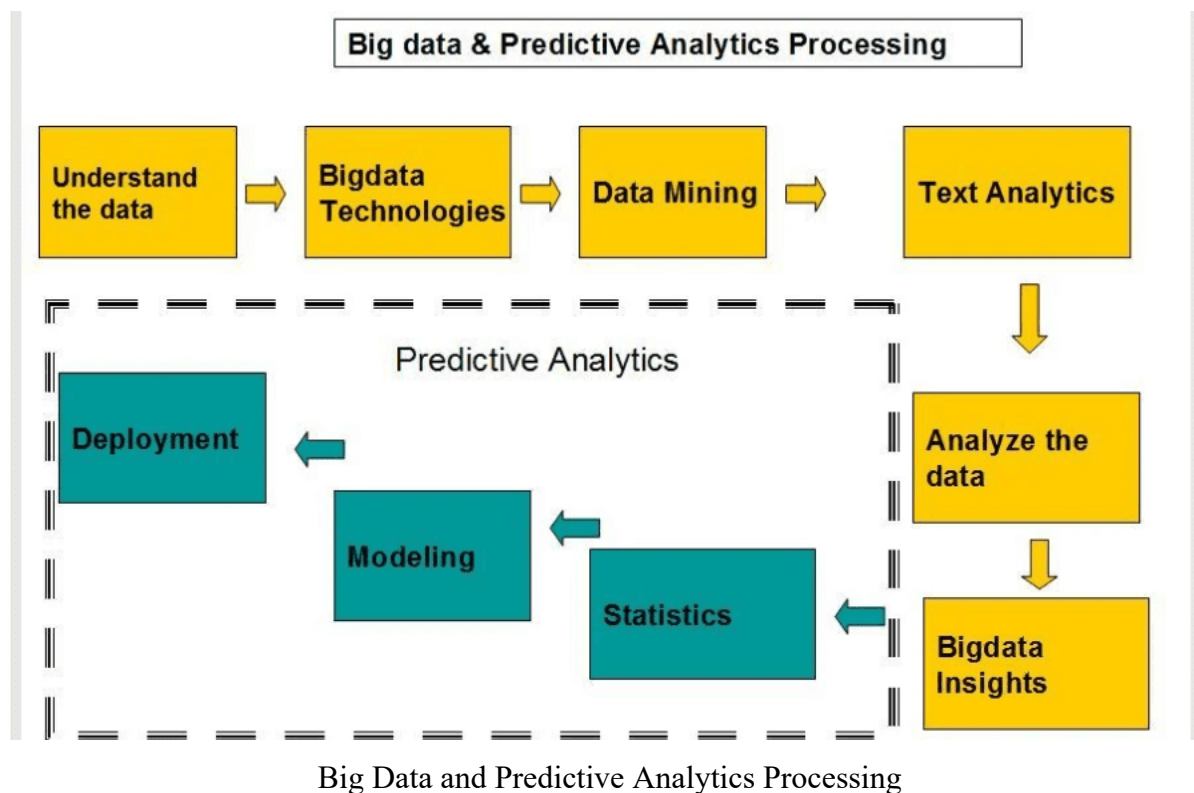 Big data & Predictive Analytics Processing
Understand
the data
Bigdata
Technologies
Data Mining
Text Analytics
Predictive Analytics
Deployment
Analyze the
data
Modeling
Statistics
Bigdata
Insights
Big Data and Predictive Analytics Processing